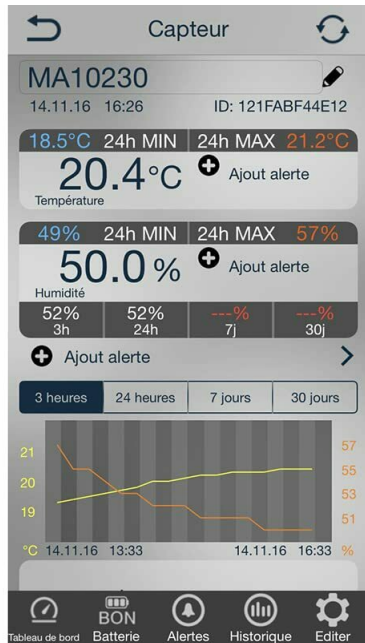 Capteur
MA10230
14.11.16 16:26 ID: 121FABF44E12
18.5°C 24h MIN 24h MAX 21.2°C
20.4°C Ajout alerte
Température
49% 24h MIN 24h MAX 57%
50.0% Ajout alerte
Humidité
52% 52% ---% ---%
3h 24h 7j 30j
Ajout alerte
3 heures 24 heures 7 jours 30 jours
21 57
20 55
53
19 51
°C 14.11.16 13:33 14.11.16 16:33 %
BON
Tableau de bord Batterie Alertes Historique Editer